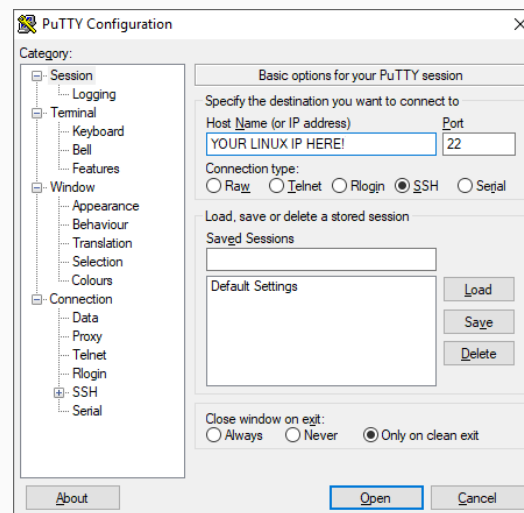 PuTTY Configuration
Category:
Session
Logging
Terminal
Keyboard
Bell
Features
Window
Appearance
Behaviour
Translation
Selection
Colours
Connection
Data
Proxy
Telnet
Rlogin
SSH
Serial
Basic options for your PuTTY session
Specify the destination you want to connect to
Host Name (or IP address) Port
YOUR LINUX IP HERE! 22
Connection type:
Raw Telnet Rlogin SSH Serial
Load, save or delete a stored session
Saved Sessions
Default Settings
Load
Save
Delete
Close window on exit:
Always Never Only on clean exit
About Open Cancel